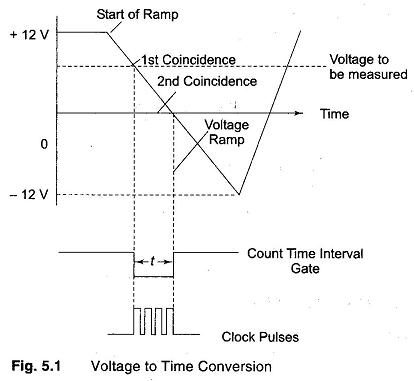 Start of Ramp
+ 12 V
1st Coincidence
Voltage to
be measured
2nd Coincidence
Time
Voltage
Ramp
0
– 12 V
t
Count Time Interval
Gate
Clock Pulses
Fig. 5.1 Voltage to Time Conversion